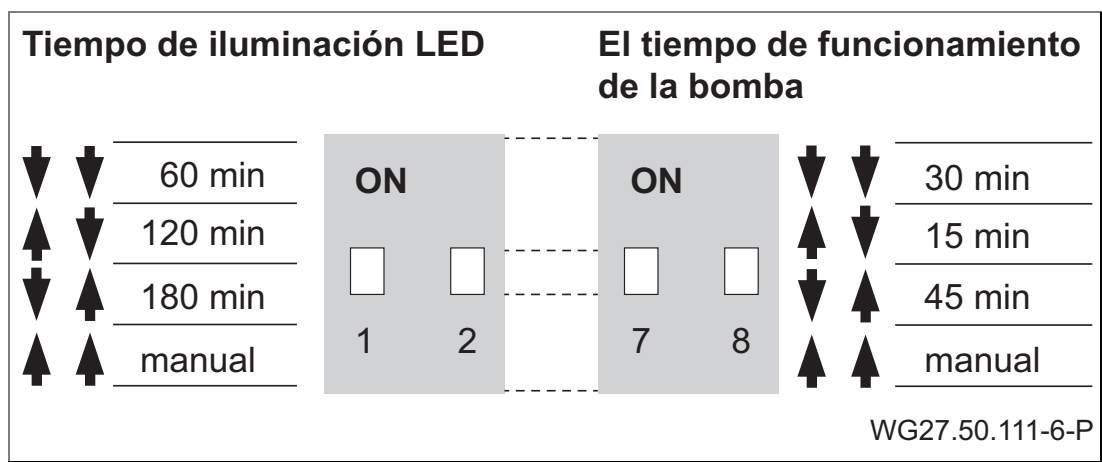 Tiempo de iluminación LED
El tiempo de funcionamiento
de la bomba
60 min
120 min
180 min
manual
ON
1 2
ON
7 8
30 min
15 min
45 min
manual
WG27.50.111-6-P